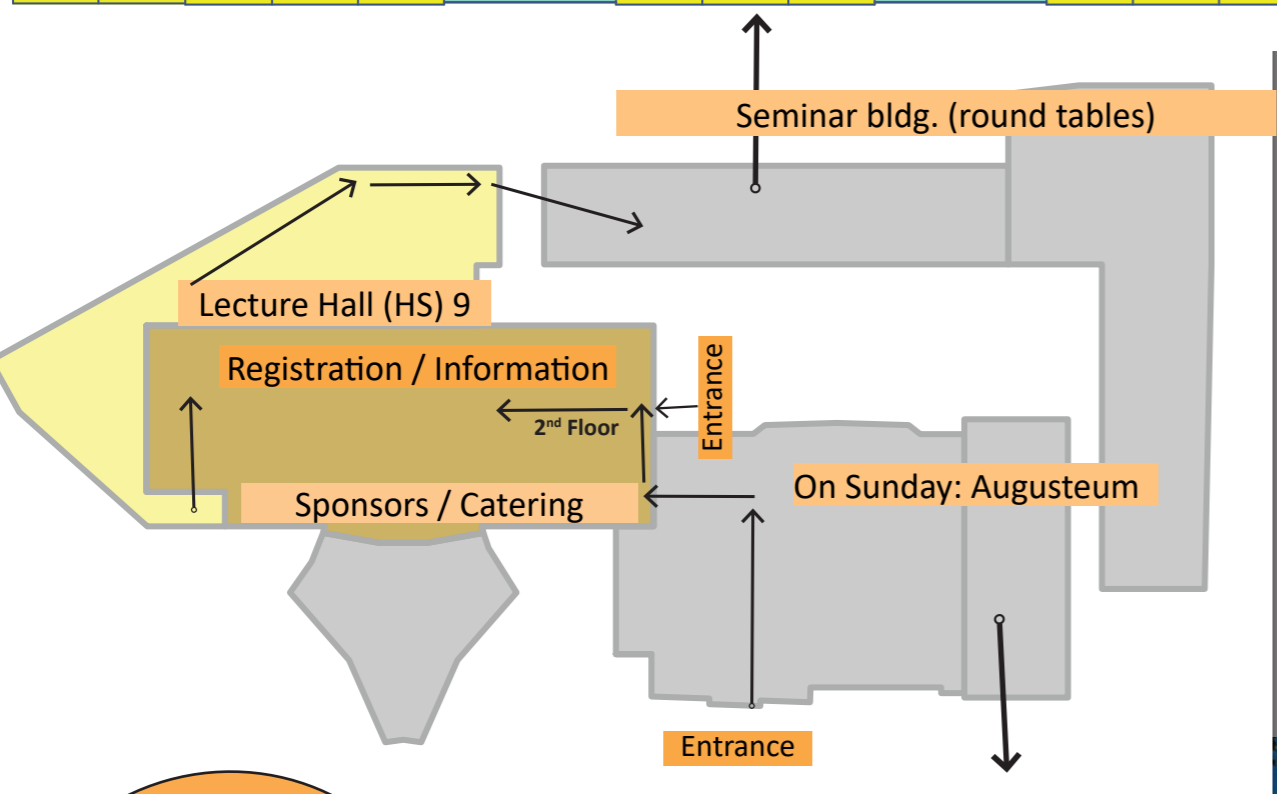 Seminar bldg. (round tables)
Lecture Hall (HS) 9
Registration / Information
Entrance
2nd Floor
Sponsors / Catering
On Sunday: Augusteum
Entrance